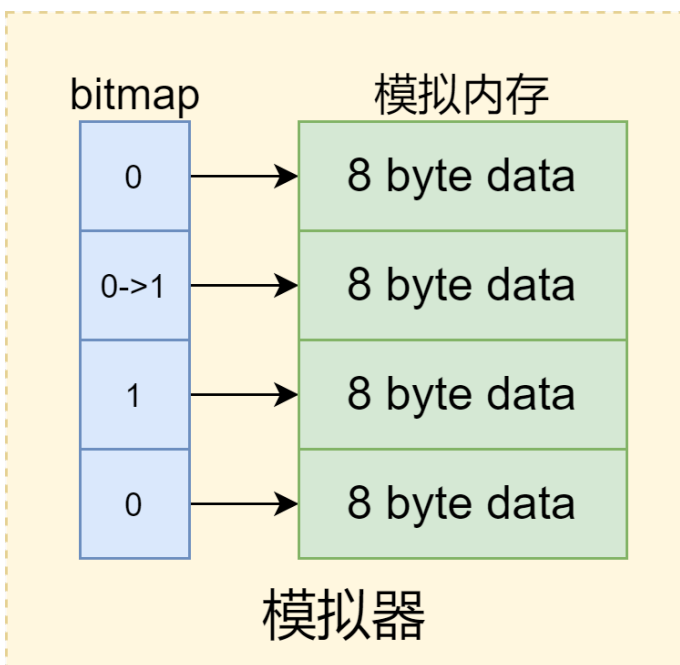 bitmap 模拟内存
0 8 byte data
0->1 8 byte data
1 8 byte data
0 8 byte data
模拟器